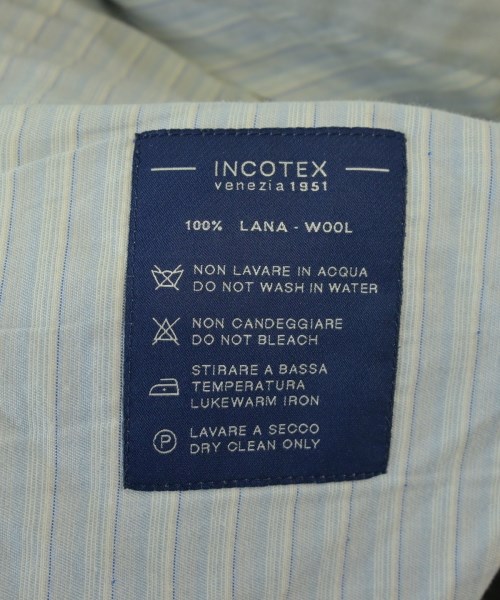 INCOTEX
venezia 1951
100% LANA - WOOL
NON LAVARE IN ACQUA
DO NOT WASH IN WATER
NON CANDEGGIARE
DO NOT BLEACH
STIRARE A BASSA
TEMPERATURA
LUKEWARM IRON
P
LAVARE A SECCO
DRY CLEAN ONLY